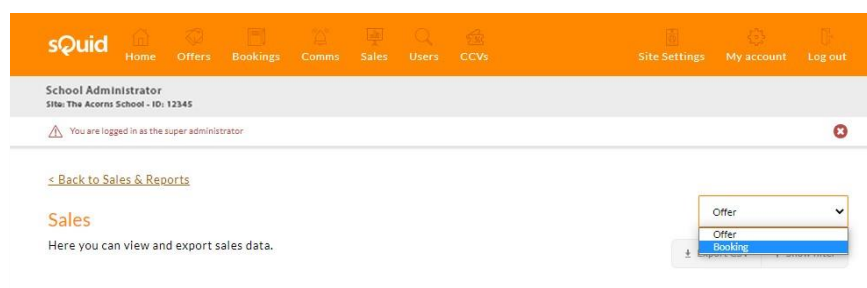 sQuid
Home Offers Bookings Comms Sales Users CCVs Site Settings My account Log out
School Administrator
Site: The Acorns School - ID: 12345
You are logged in as the super administrator
< Back to Sales & Reports
Offer
Sales
Offer
Here you can view and export sales data.
Booking